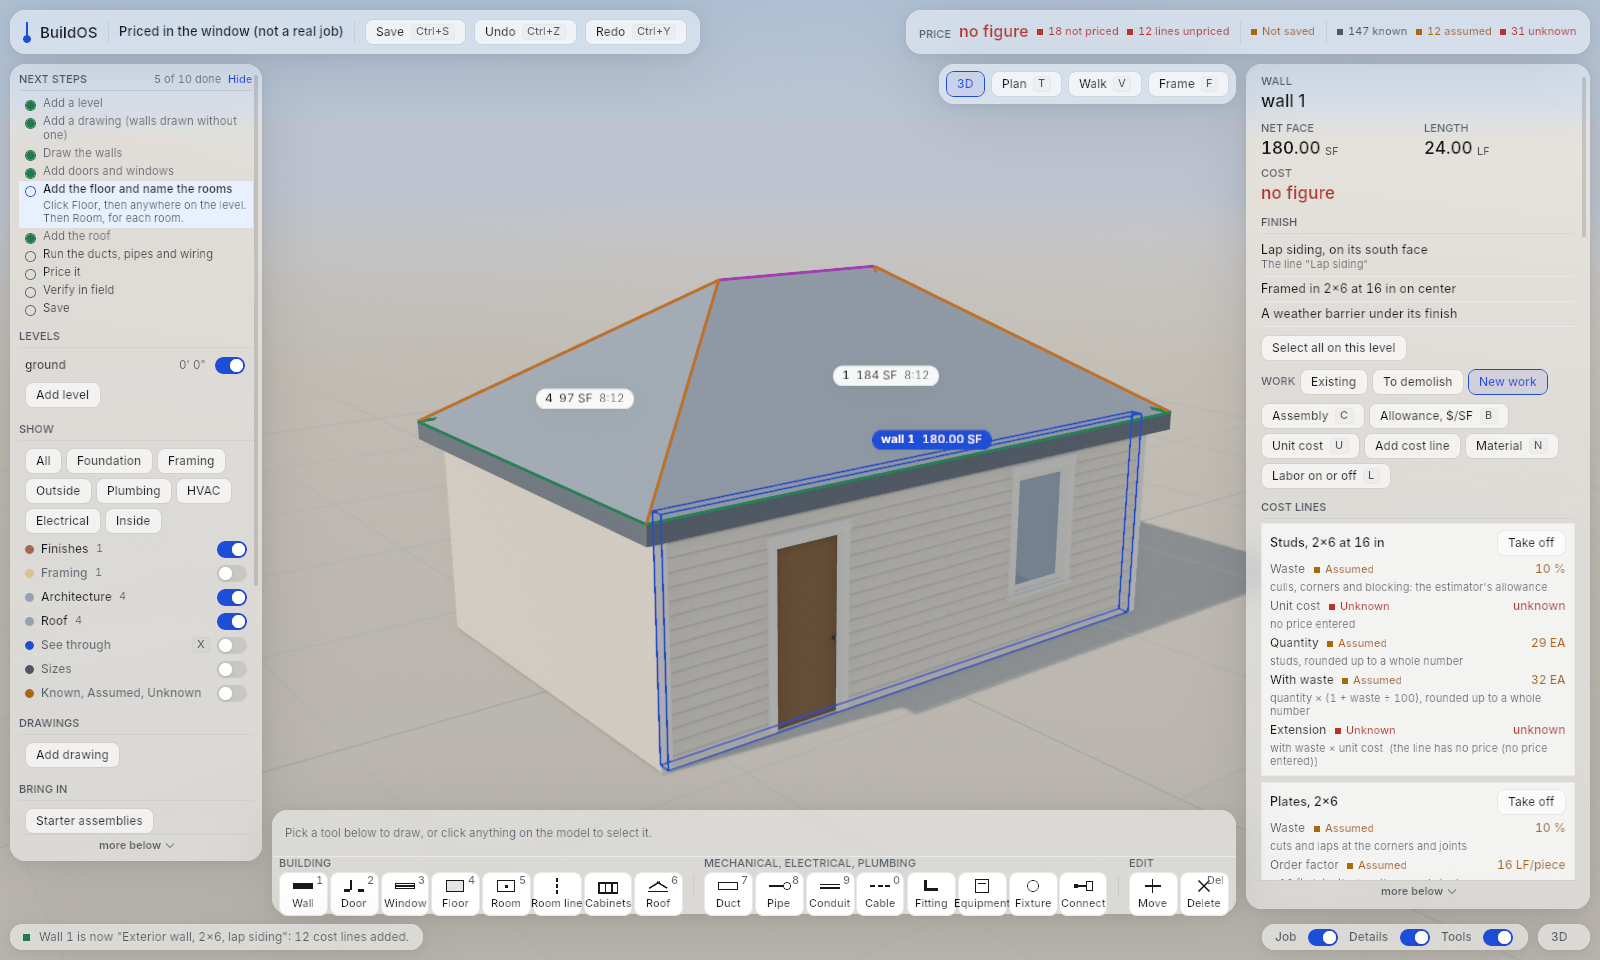 BuildOS
Priced in the window (not a real job)
Save Ctrl+S
Undo Ctrl+Z
Redo Ctrl+Y
PRICE no figure 18 not priced 12 lines unpriced Not saved 147 known 12 assumed 31 unknown
NEXT STEPS 5 of 10 done Hide
Add a level
Add a drawing (walls drawn without
one)
Draw the walls
Add doors and windows
Add the floor and name the rooms
Click Floor, then anywhere on the level.
Then Room, for each room.
Add the roof
Run the ducts, pipes and wiring
Price it
Verify in field
Save
LEVELS
ground 0' 0"
Add level
SHOW
All Foundation Framing
Outside Plumbing HVAC
Electrical Inside
Finishes 1
Framing 1
Architecture 4
Roof 4
See through X
Sizes
Known, Assumed, Unknown
DRAWINGS
Add drawing
BRING IN
Starter assemblies
more below
3D Plan T Walk V Frame F
4 97 SF 8:12
1 184 SF 8:12
wall 1 180.00 SF
WALL
wall 1
NET FACE LENGTH
180.00 SF 24.00 LF
COST
no figure
FINISH
Lap siding, on its south face
The line "Lap siding"
Framed in 2×6 at 16 in on center
A weather barrier under its finish
Select all on this level
WORK Existing To demolish New work
Assembly C Allowance, $/SF B
Unit cost U Add cost line Material N
Labor on or off L
COST LINES
Studs, 2×6 at 16 in Take off
Waste Assumed 10 %
culls, corners and blocking: the estimator's allowance
Unit cost Unknown unknown
no price entered
Quantity Assumed 29 EA
studs, rounded up to a whole number
With waste Assumed 32 EA
quantity × (1 + waste ÷ 100), rounded up to a whole
number
Extension Unknown unknown
with waste × unit cost (the line has no price (no price
entered))
Plates, 2×6 Take off
Waste Assumed 10 %
cuts and laps at the corners and joints
Order factor Assumed 16 LF/piece
more below
Pick a tool below to draw, or click anything on the model to select it.
BUILDING MECHANICAL, ELECTRICAL, PLUMBING EDIT
1 2 3 4 5 6 7 8 9 0 Del
Wall Door Window Floor Room Room line Cabinets Roof Duct Pipe Conduit Cable Fitting Equipment Fixture Connect Move Delete
Wall 1 is now "Exterior wall, 2×6, lap siding": 12 cost lines added.
Job Details Tools 3D